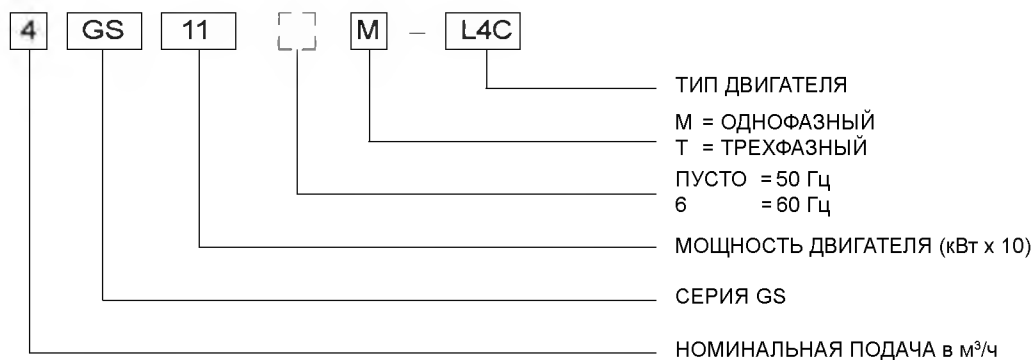 4 GS 11 M – L4C
ТИП ДВИГАТЕЛЯ
М = ОДНОФАЗНЫЙ
Т = ТРЕХФАЗНЫЙ
ПУСТО = 50 Гц
6 = 60 Гц
МОЩНОСТЬ ДВИГАТЕЛЯ (кВт х 10)
СЕРИЯ GS
НОМИНАЛЬНАЯ ПОДАЧА в м³/ч